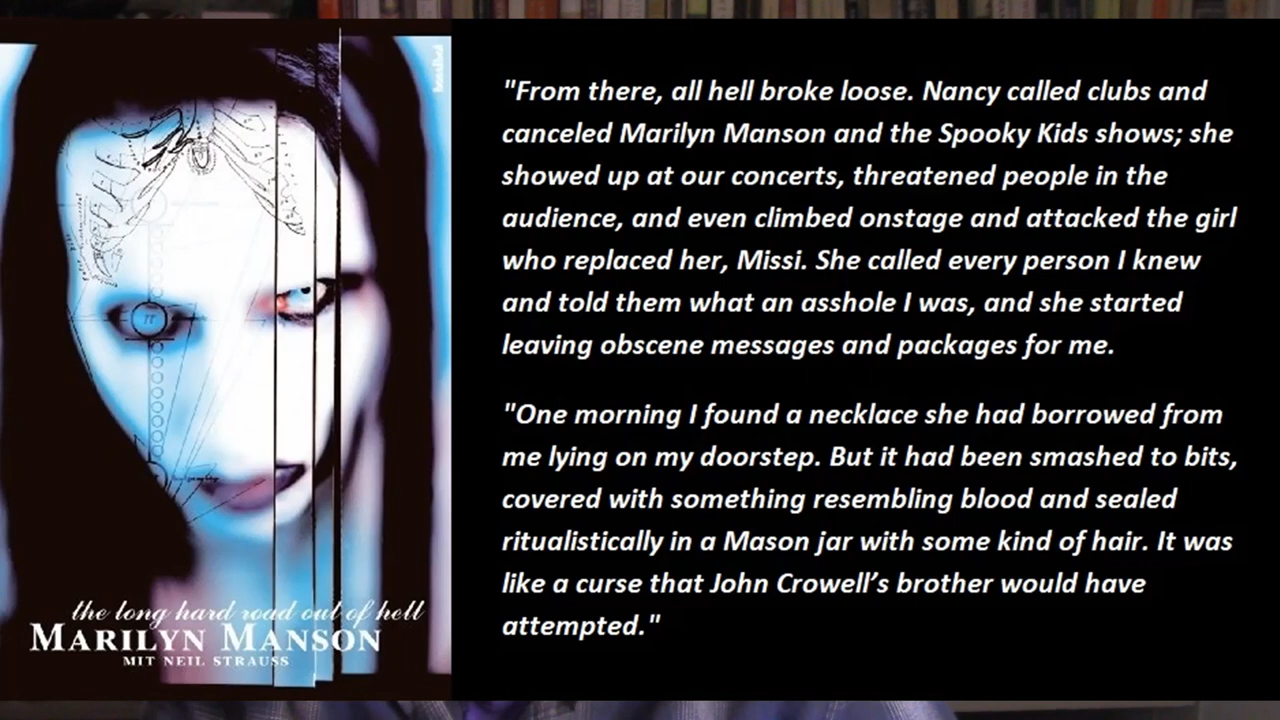 "From there, all hell broke loose. Nancy called clubs and
canceled Marilyn Manson and the Spooky Kids shows; she
showed up at our concerts, threatened people in the
audience, and even climbed onstage and attacked the girl
who replaced her, Missi. She called every person I knew
and told them what an asshole I was, and she started
leaving obscene messages and packages for me.
"One morning I found a necklace she had borrowed from
me lying on my doorstep. But it had been smashed to bits,
covered with something resembling blood and sealed
ritualistically in a Mason jar with some kind of hair. It was
like a curse that John Crowell’s brother would have
attempted."
hannibal
the long hard road out of hell
MARILYN MANSON
MIT NEIL STRAUSS